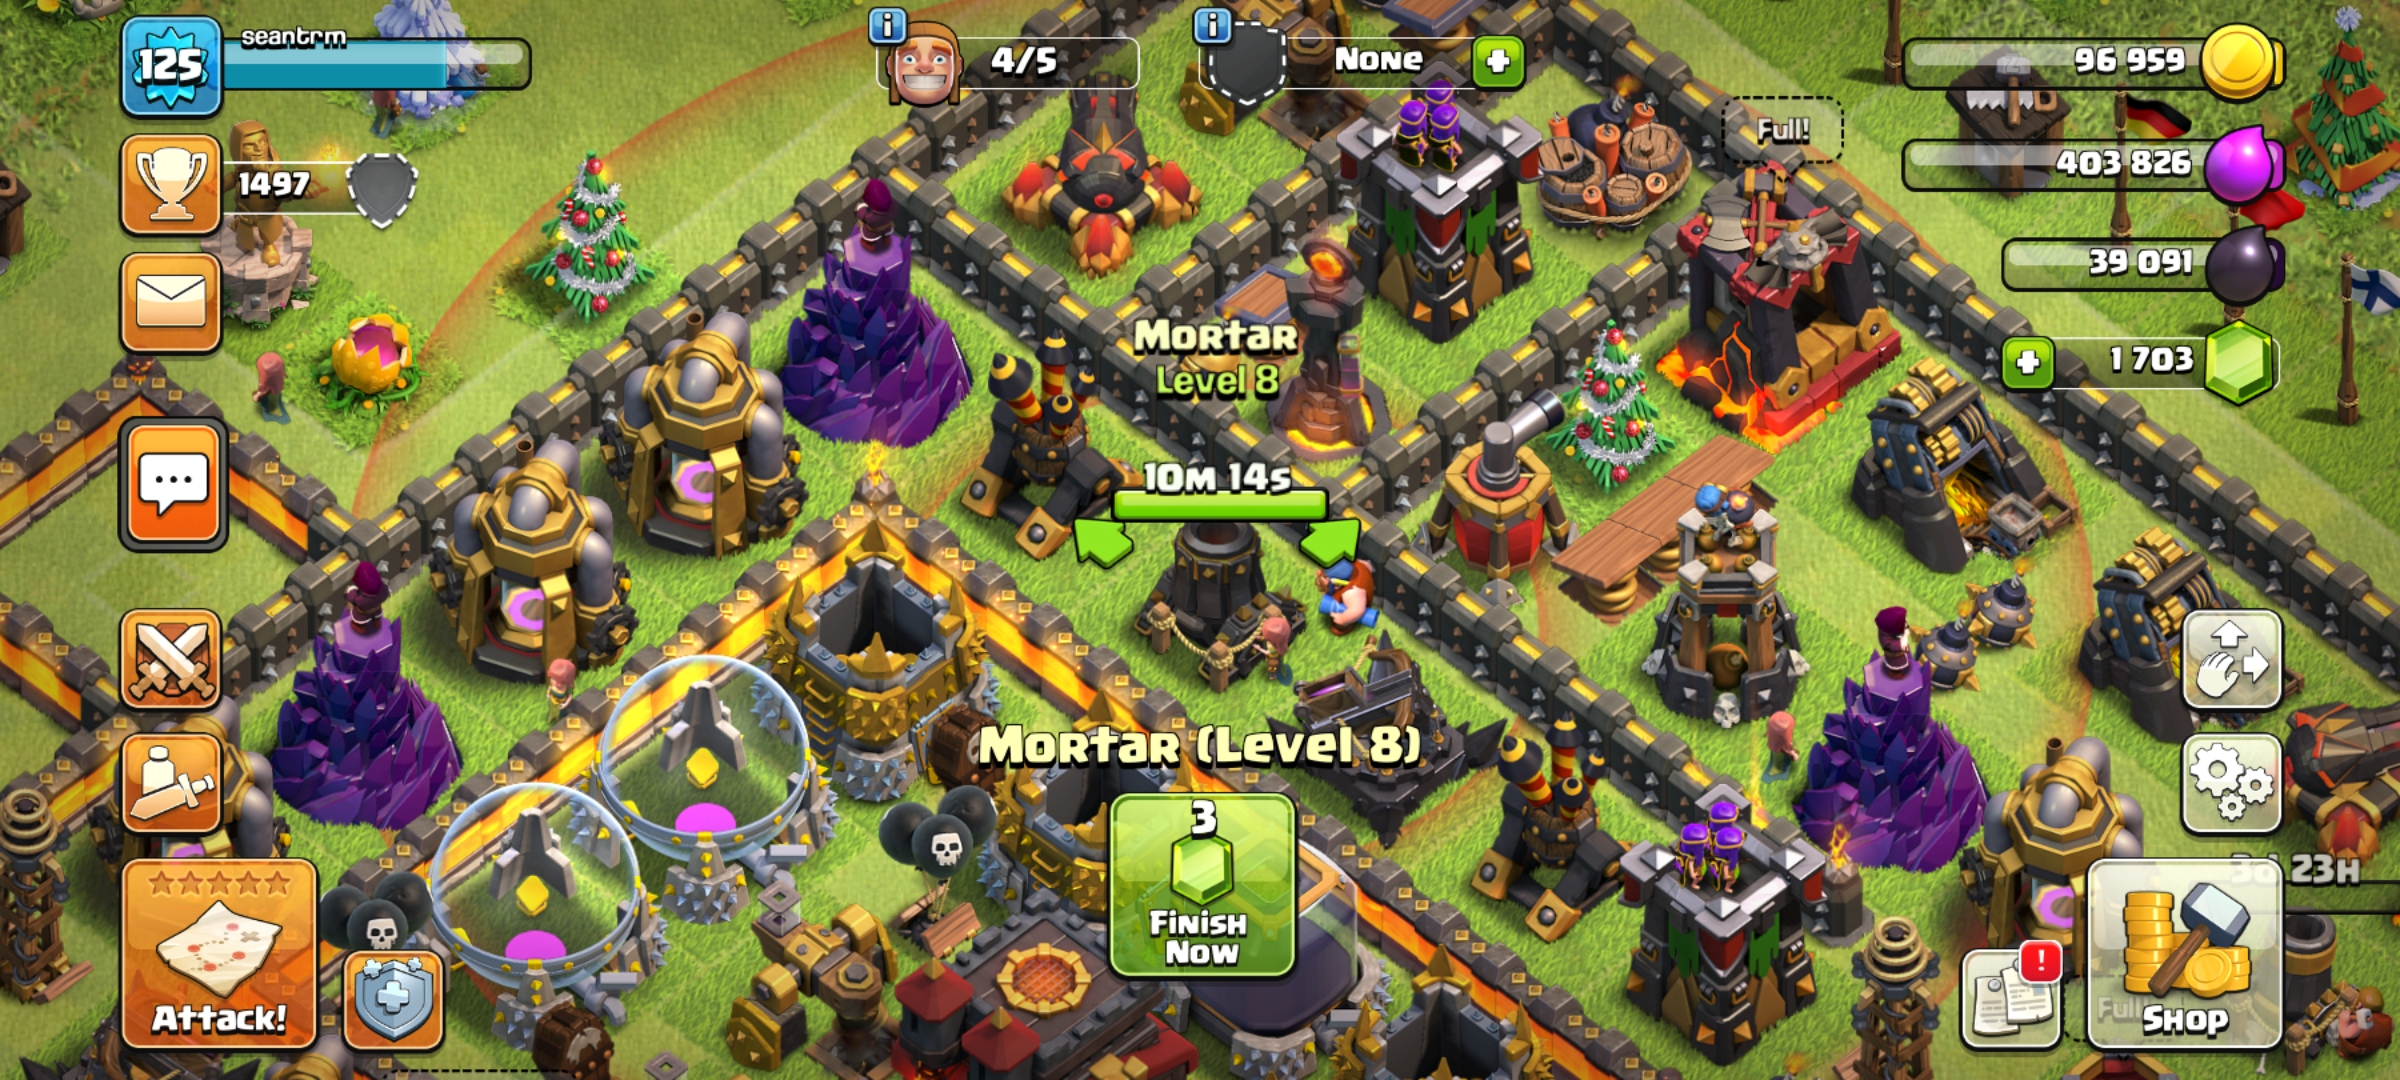 125
seantrm
4/5
None
96 959
1497
Full!
403 826
39 091
1 703
Mortar
Level 8
10M 14s
Mortar (Level 8)
3
Finish
Now
23H
Attack!
!
Full
Shop